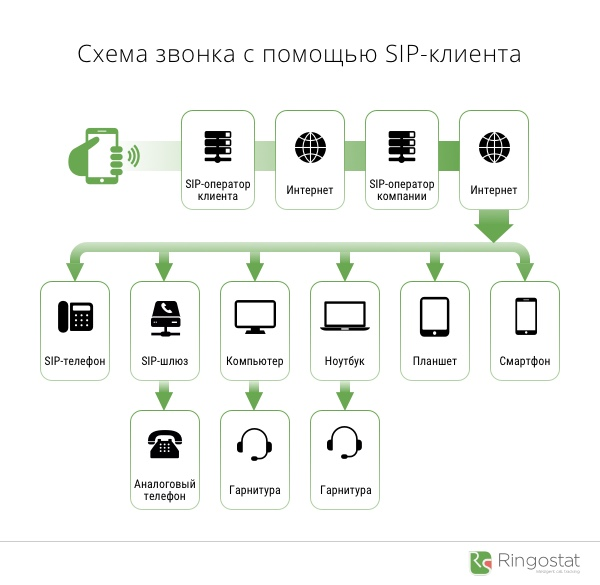 Схема звонка с помощью SIP-клиента
SIP-оператор
клиента
Интернет
SIP-оператор
компании
Интернет
SIP-телефон
SIP-шлюз
Компьютер
Ноутбук
Планшет
Смартфон
Аналоговый
телефон
Гарнитура
Гарнитура
Ringostat